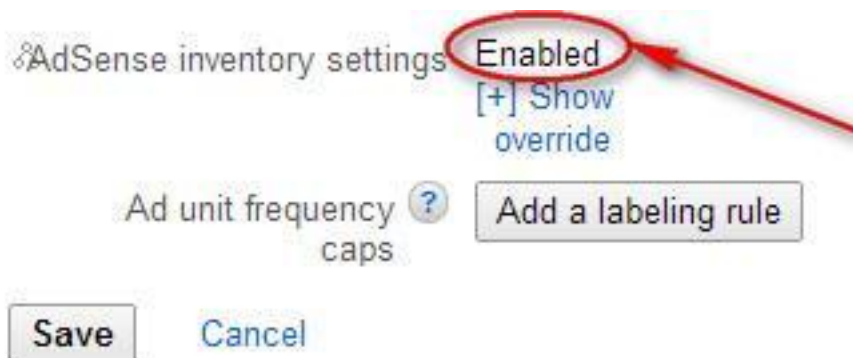 AdSense inventory settings Enabled
[+] Show
override
Ad unit frequency ? Add a labeling rule
caps
Save Cancel